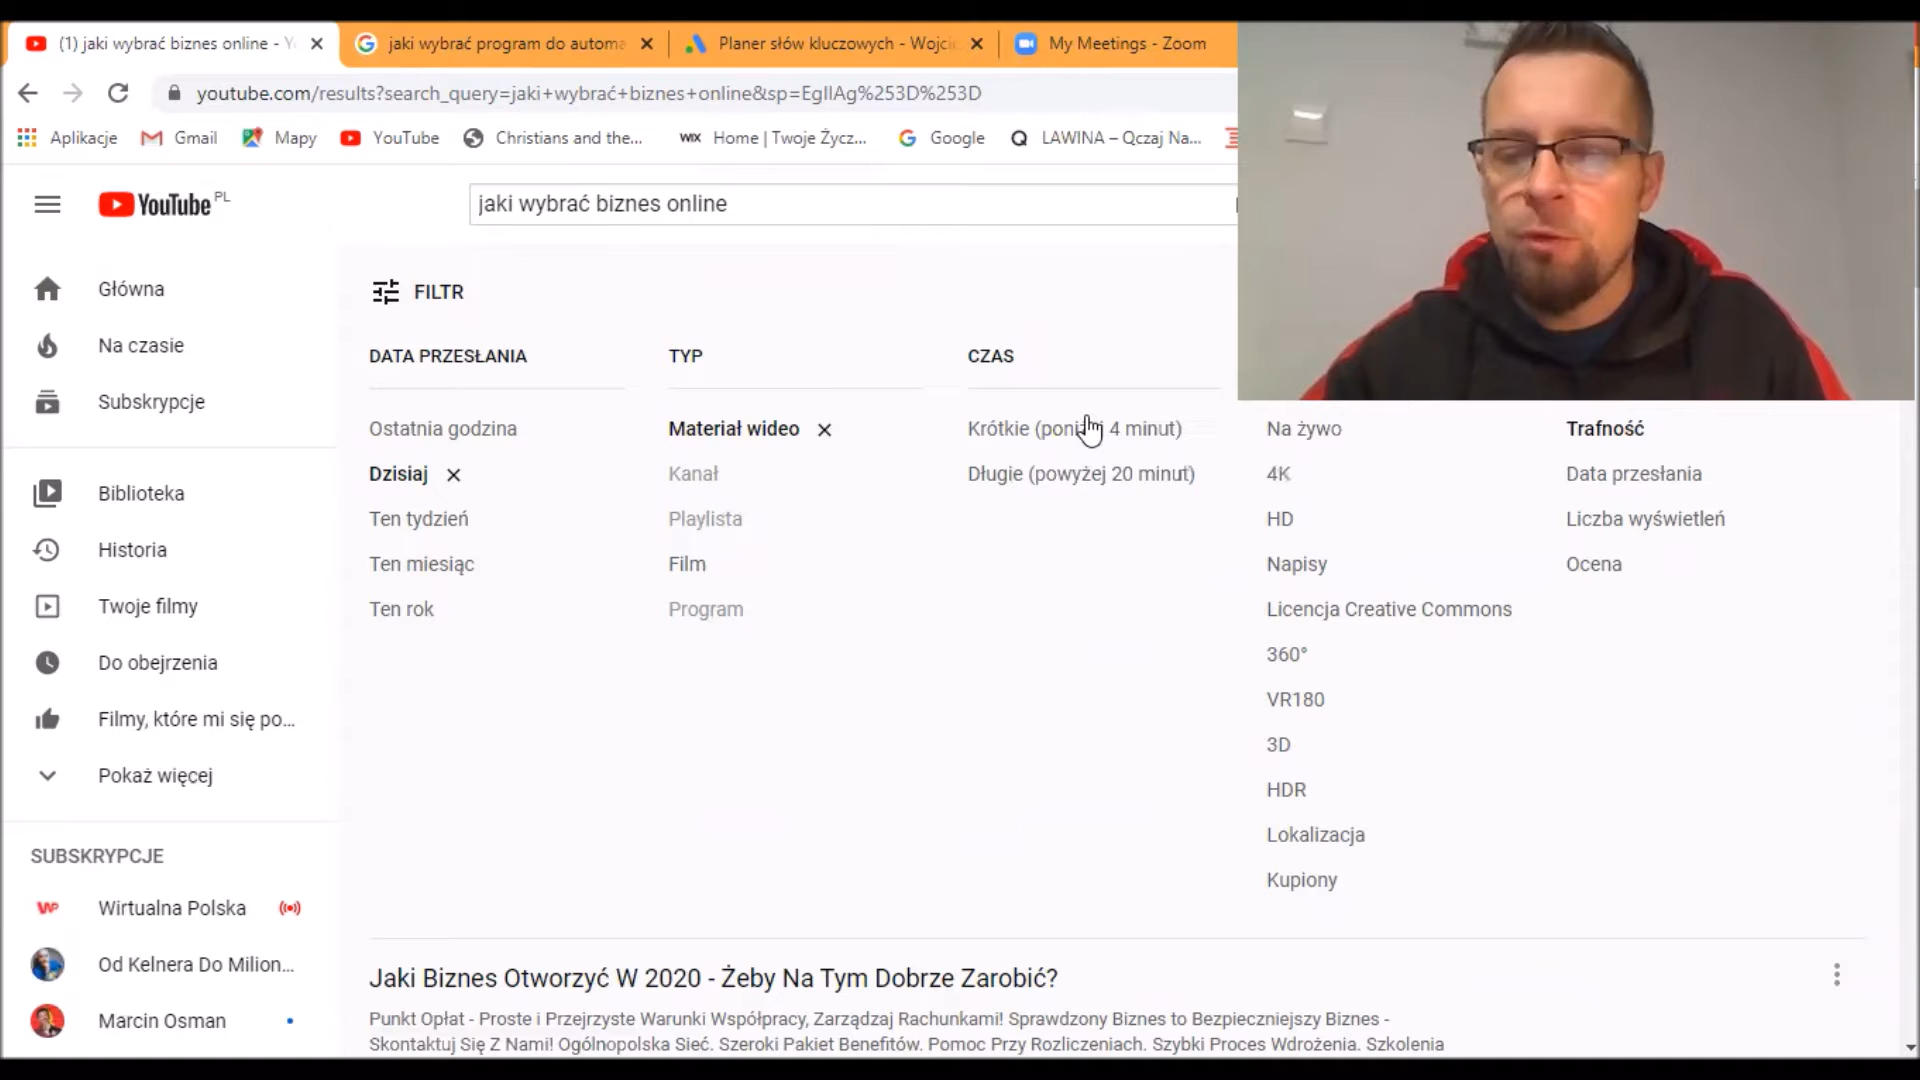 (1) jaki wybrać biznes online - Y
jaki wybrać program do automa
Planer słów kluczowych - Wojci
My Meetings - Zoom
youtube.com/results?search_query=jaki+wybrać+biznes+online&sp=EgIIAg%253D%253D
Aplikacje
Gmail
Mapy
YouTube
Christians and the...
WIX Home | Twoje Życz...
Google
LAWINA – Qczaj Na...
YouTube PL
jaki wybrać biznes online
Główna
Na czasie
Subskrypcje
Biblioteka
Historia
Twoje filmy
Do obejrzenia
Filmy, które mi się po...
Pokaż więcej
SUBSKRYPCJE
Wirtualna Polska
Od Kelnera Do Milion...
Marcin Osman
FILTR
DATA PRZESŁANIA
Ostatnia godzina
Dzisiaj
Ten tydzień
Ten miesiąc
Ten rok
TYP
Materiał wideo
Kanał
Playlista
Film
Program
CZAS
Krótkie 4 minut)
Długie (powyżej 20 minut)
Na żywo
4K
HD
Napisy
Licencja Creative Commons
360°
VR180
3D
HDR
Lokalizacja
Kupiony
Trafność
Data przesłania
Liczba wyświetleń
Ocena
Jaki Biznes Otworzyć W 2020 - Żeby Na Tym Dobrze Zarobić?
Punkt Opłat - Proste i Przejrzyste Warunki Współpracy, Zarządzaj Rachunkami! Sprawdzony Biznes to Bezpieczniejszy Biznes -
Skontaktuj Się Z Nami! Ogólnopolska Sieć. Szeroki Pakiet Benefitów. Pomoc Przy Rozliczeniach. Szybki Proces Wdrożenia. Szkolenia